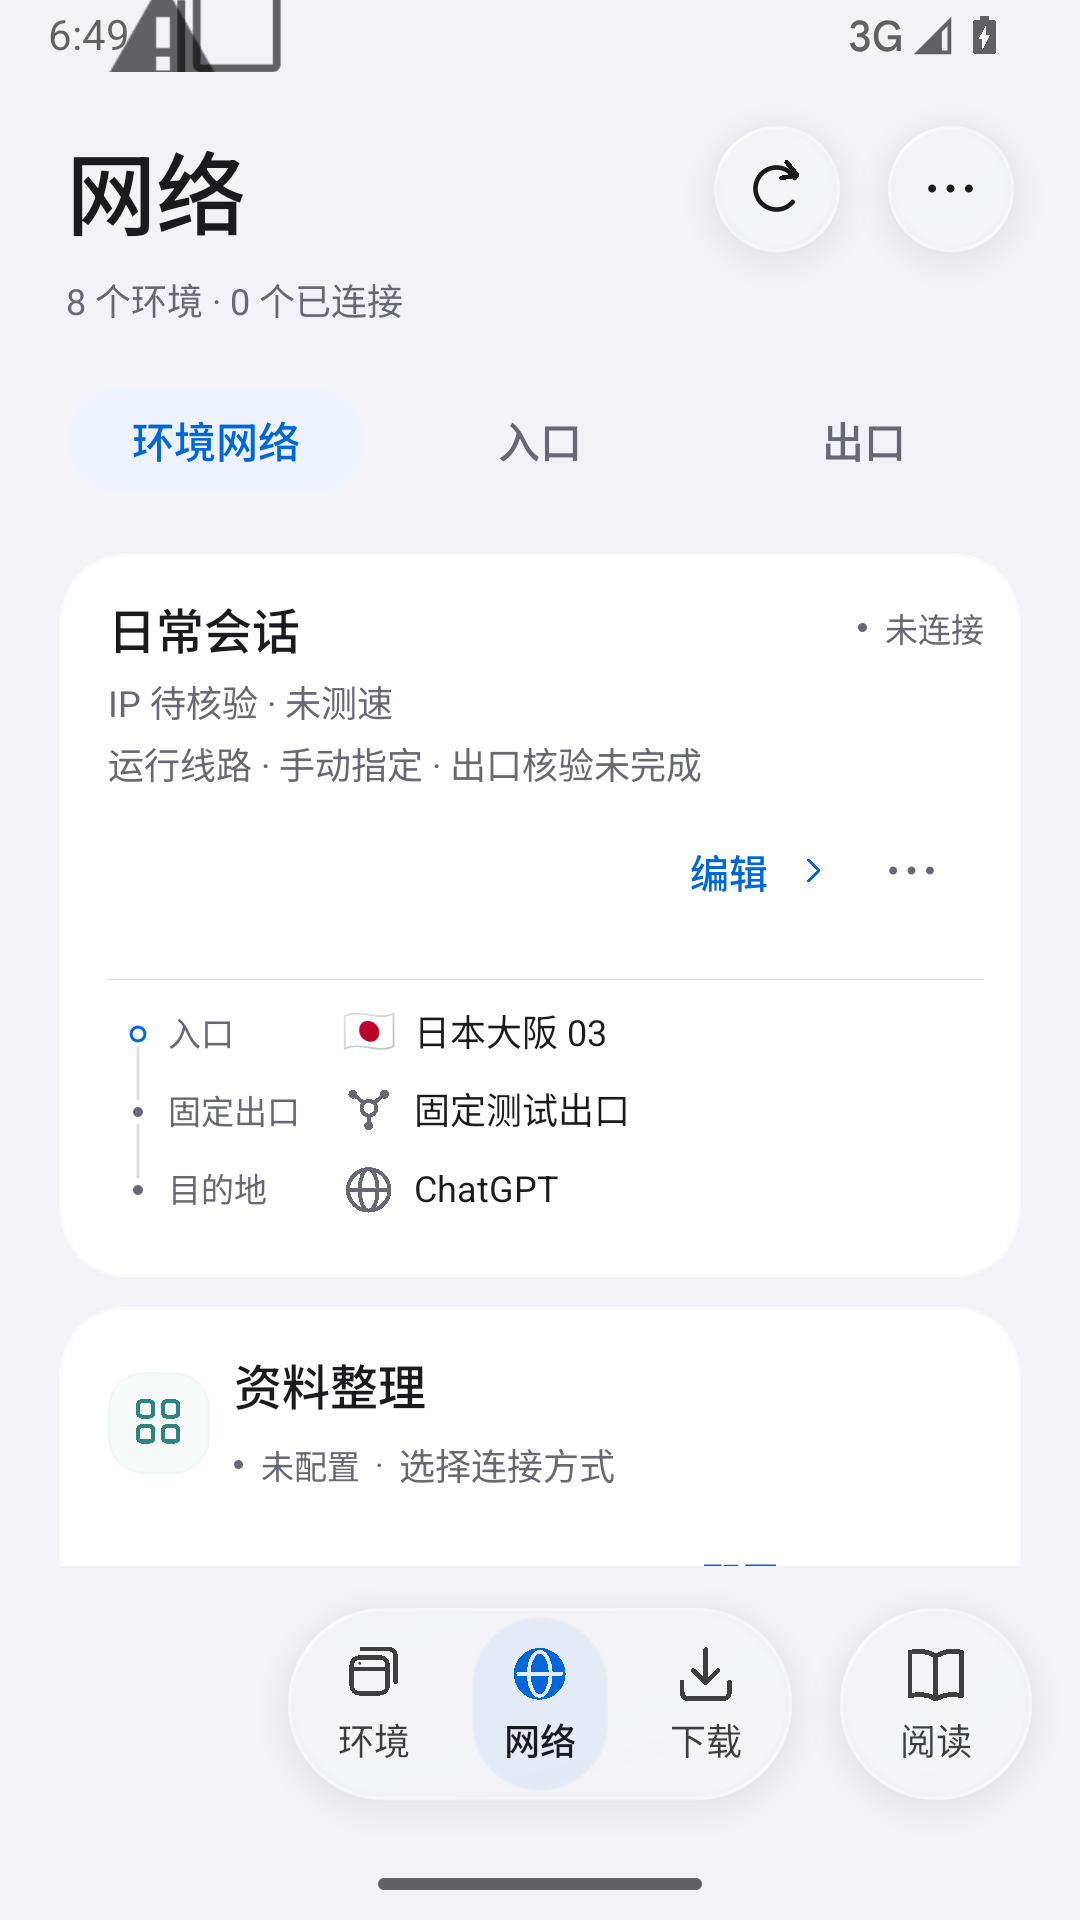 6:49
3G
网络
8 个环境 · 0 个已连接
环境网络
入口
出口
日常会话
• 未连接
IP 待核验 · 未测速
运行线路 · 手动指定 · 出口核验未完成
编辑
入口 日本大阪 03
固定出口 固定测试出口
目的地 ChatGPT
资料整理
• 未配置 · 选择连接方式
环境
网络
下载
阅读